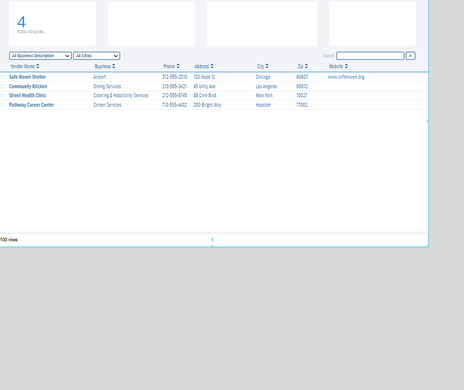 4
TOTAL VENDORS
All Business Description All Cities Search: ×
Vendor Name Business Phone Address City Zip Website
Safe Haven Shelter Airport 312-555-2010 120 Hope St Chicago 60607 www.safehaven.org
Community Kitchen Dining Services 213-555-5421 45 Unity Ave Los Angeles 90012
Street Health Clinic Catering & Hospitality Services 212-555-8745 88 Care Blvd New York 10027
Pathway Career Center Career Services 713-555-4432 200 Bright Way Houston 77002
100 rows 1